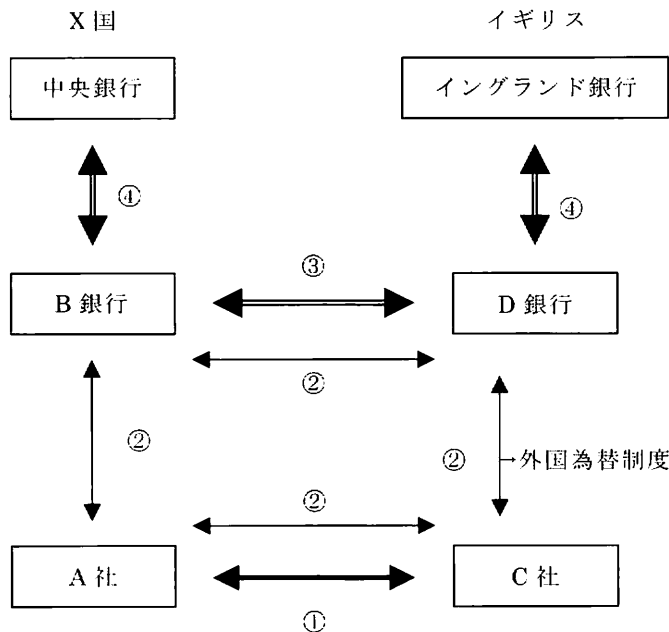 X国 イギリス
中央銀行 イングランド銀行
④ ④
③
B銀行 D銀行
②
② ② 外国為替制度
②
A社 C社
①